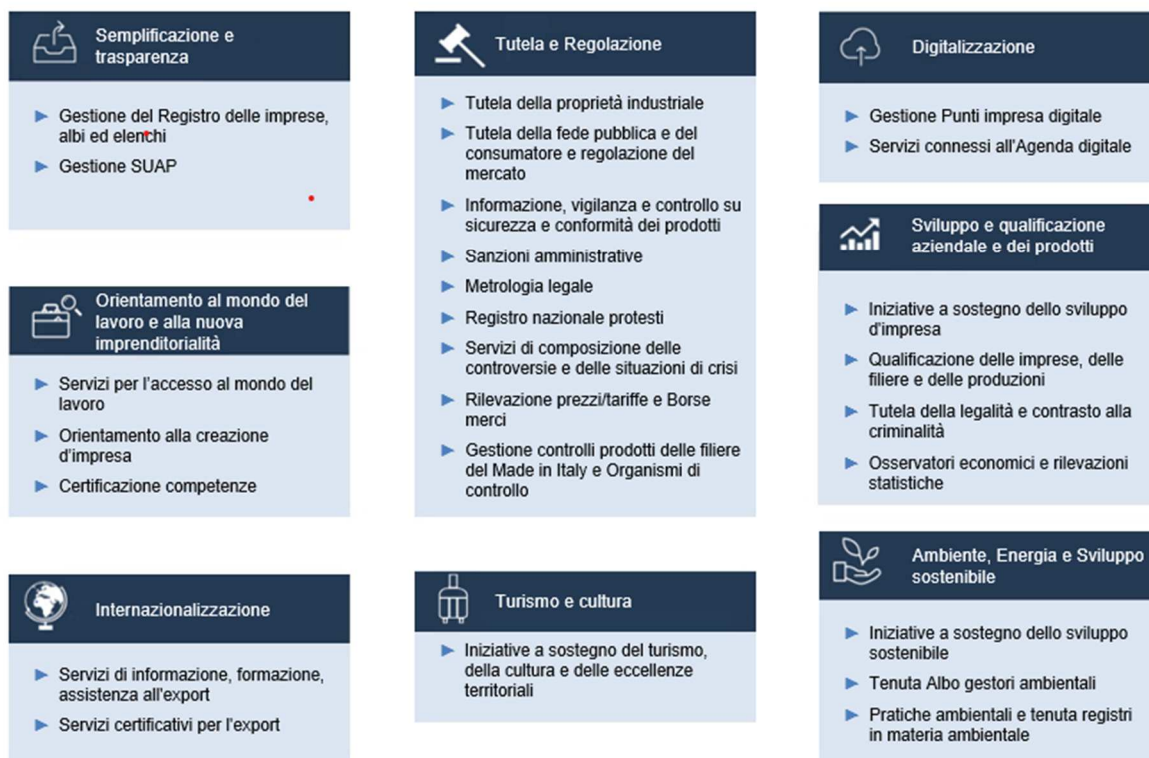 Semplificazione e
trasparenza
Gestione del Registro delle imprese,
albi ed elenchi
Gestione SUAP
Orientamento al mondo del
lavoro e alla nuova
imprenditorialità
Servizi per l'accesso al mondo del
lavoro
Orientamento alla creazione
d'impresa
Certificazione competenze
Internazionalizzazione
Servizi di informazione, formazione,
assistenza all'export
Servizi certificativi per l'export
Tutela e Regolazione
Tutela della proprietà industriale
Tutela della fede pubblica e del
consumatore e regolazione del
mercato
Informazione, vigilanza e controllo su
sicurezza e conformità dei prodotti
Sanzioni amministrative
Metrologia legale
Registro nazionale protesti
Servizi di composizione delle
controversie e delle situazioni di crisi
Rilevazione prezzi/tariffe e Borse
merci
Gestione controlli prodotti delle filiere
del Made in Italy e Organismi di
controllo
Turismo e cultura
Iniziative a sostegno del turismo,
della cultura e delle eccellenze
territoriali
Digitalizzazione
Gestione Punti impresa digitale
Servizi connessi all'Agenda digitale
Sviluppo e qualificazione
aziendale e dei prodotti
Iniziative a sostegno dello sviluppo
d'impresa
Qualificazione delle imprese, delle
filiere e delle produzioni
Tutela della legalità e contrasto alla
criminalità
Osservatori economici e rilevazioni
statistiche
Ambiente, Energia e Sviluppo
sostenibile
Iniziative a sostegno dello sviluppo
sostenibile
Tenuta Albo gestori ambientali
Pratiche ambientali e tenuta registri
in materia ambientale